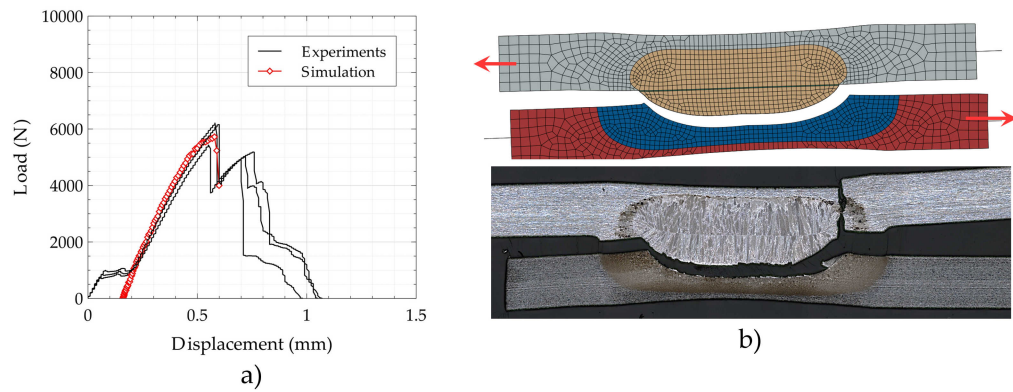 10000
8000
6000
4000
2000
0
Load (N)
Experiments
Simulation
0
0.5
1
1.5
Displacement (mm)
a)
b)